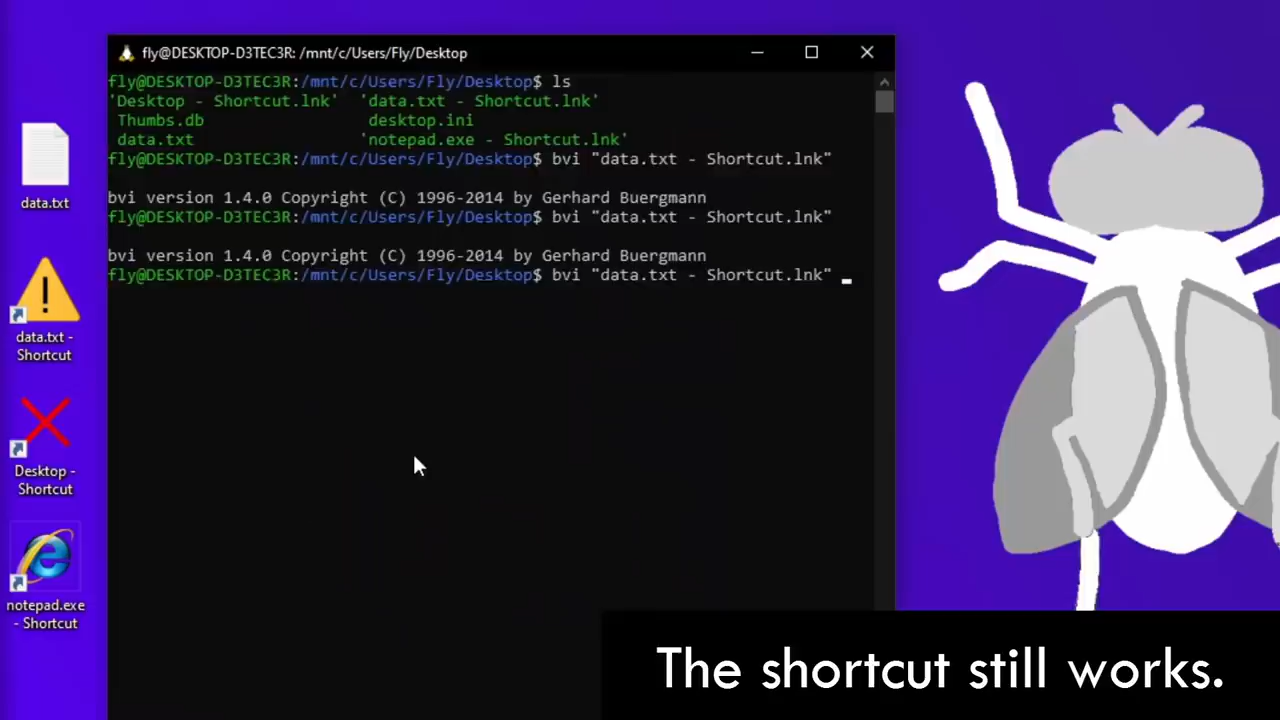 fly@DESKTOP-D3TEC3R: /mnt/c/Users/Fly/Desktop
fly@DESKTOP-D3TEC3R:/mnt/c/Users/Fly/Desktop$ ls
'Desktop - Shortcut.lnk'  'data.txt - Shortcut.lnk'
Thumbs.db  desktop.ini
data.txt  'notepad.exe - Shortcut.lnk'
fly@DESKTOP-D3TEC3R:/mnt/c/Users/Fly/Desktop$ bvi "data.txt - Shortcut.lnk"
bvi version 1.4.0 Copyright (C) 1996-2014 by Gerhard Buergmann
fly@DESKTOP-D3TEC3R:/mnt/c/Users/Fly/Desktop$ bvi "data.txt - Shortcut.lnk"
bvi version 1.4.0 Copyright (C) 1996-2014 by Gerhard Buergmann
fly@DESKTOP-D3TEC3R:/mnt/c/Users/Fly/Desktop$ bvi "data.txt - Shortcut.lnk"
data.txt
data.txt -
Shortcut
Desktop -
Shortcut
notepad.exe
- Shortcut
The shortcut still works.